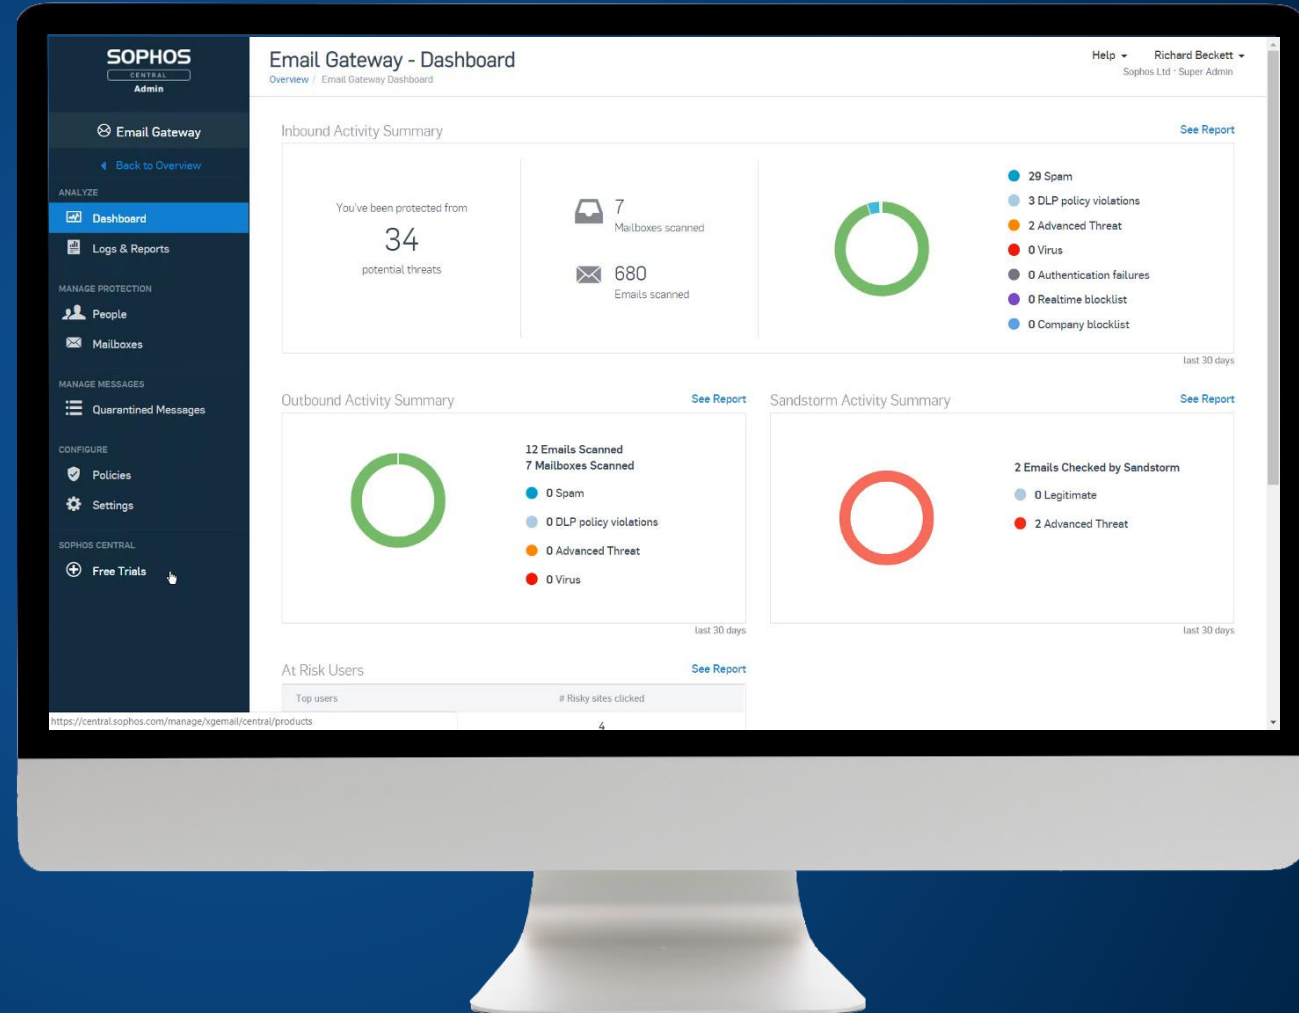 SOPHOS
CENTRAL
Admin
Email Gateway
Back to Overview
ANALYZE
Dashboard
Logs & Reports
MANAGE PROTECTION
People
Mailboxes
MANAGE MESSAGES
Quarantined Messages
CONFIGURE
Policies
Settings
SOPHOS CENTRAL
Free Trials
https://central.sophos.com/manage/xgemail/central/products
Email Gateway - Dashboard
Overview / Email Gateway Dashboard
Help
Richard Beckett
Sophos Ltd · Super Admin
Inbound Activity Summary
See Report
You've been protected from
34
potential threats
7
Mailboxes scanned
680
Emails scanned
29 Spam
3 DLP policy violations
2 Advanced Threat
0 Virus
0 Authentication failures
0 Realtime blocklist
0 Company blocklist
last 30 days
Outbound Activity Summary
See Report
12 Emails Scanned
7 Mailboxes Scanned
0 Spam
0 DLP policy violations
0 Advanced Threat
0 Virus
last 30 days
Sandstorm Activity Summary
See Report
2 Emails Checked by Sandstorm
0 Legitimate
2 Advanced Threat
last 30 days
At Risk Users
See Report
Top users
# Risky sites clicked
4